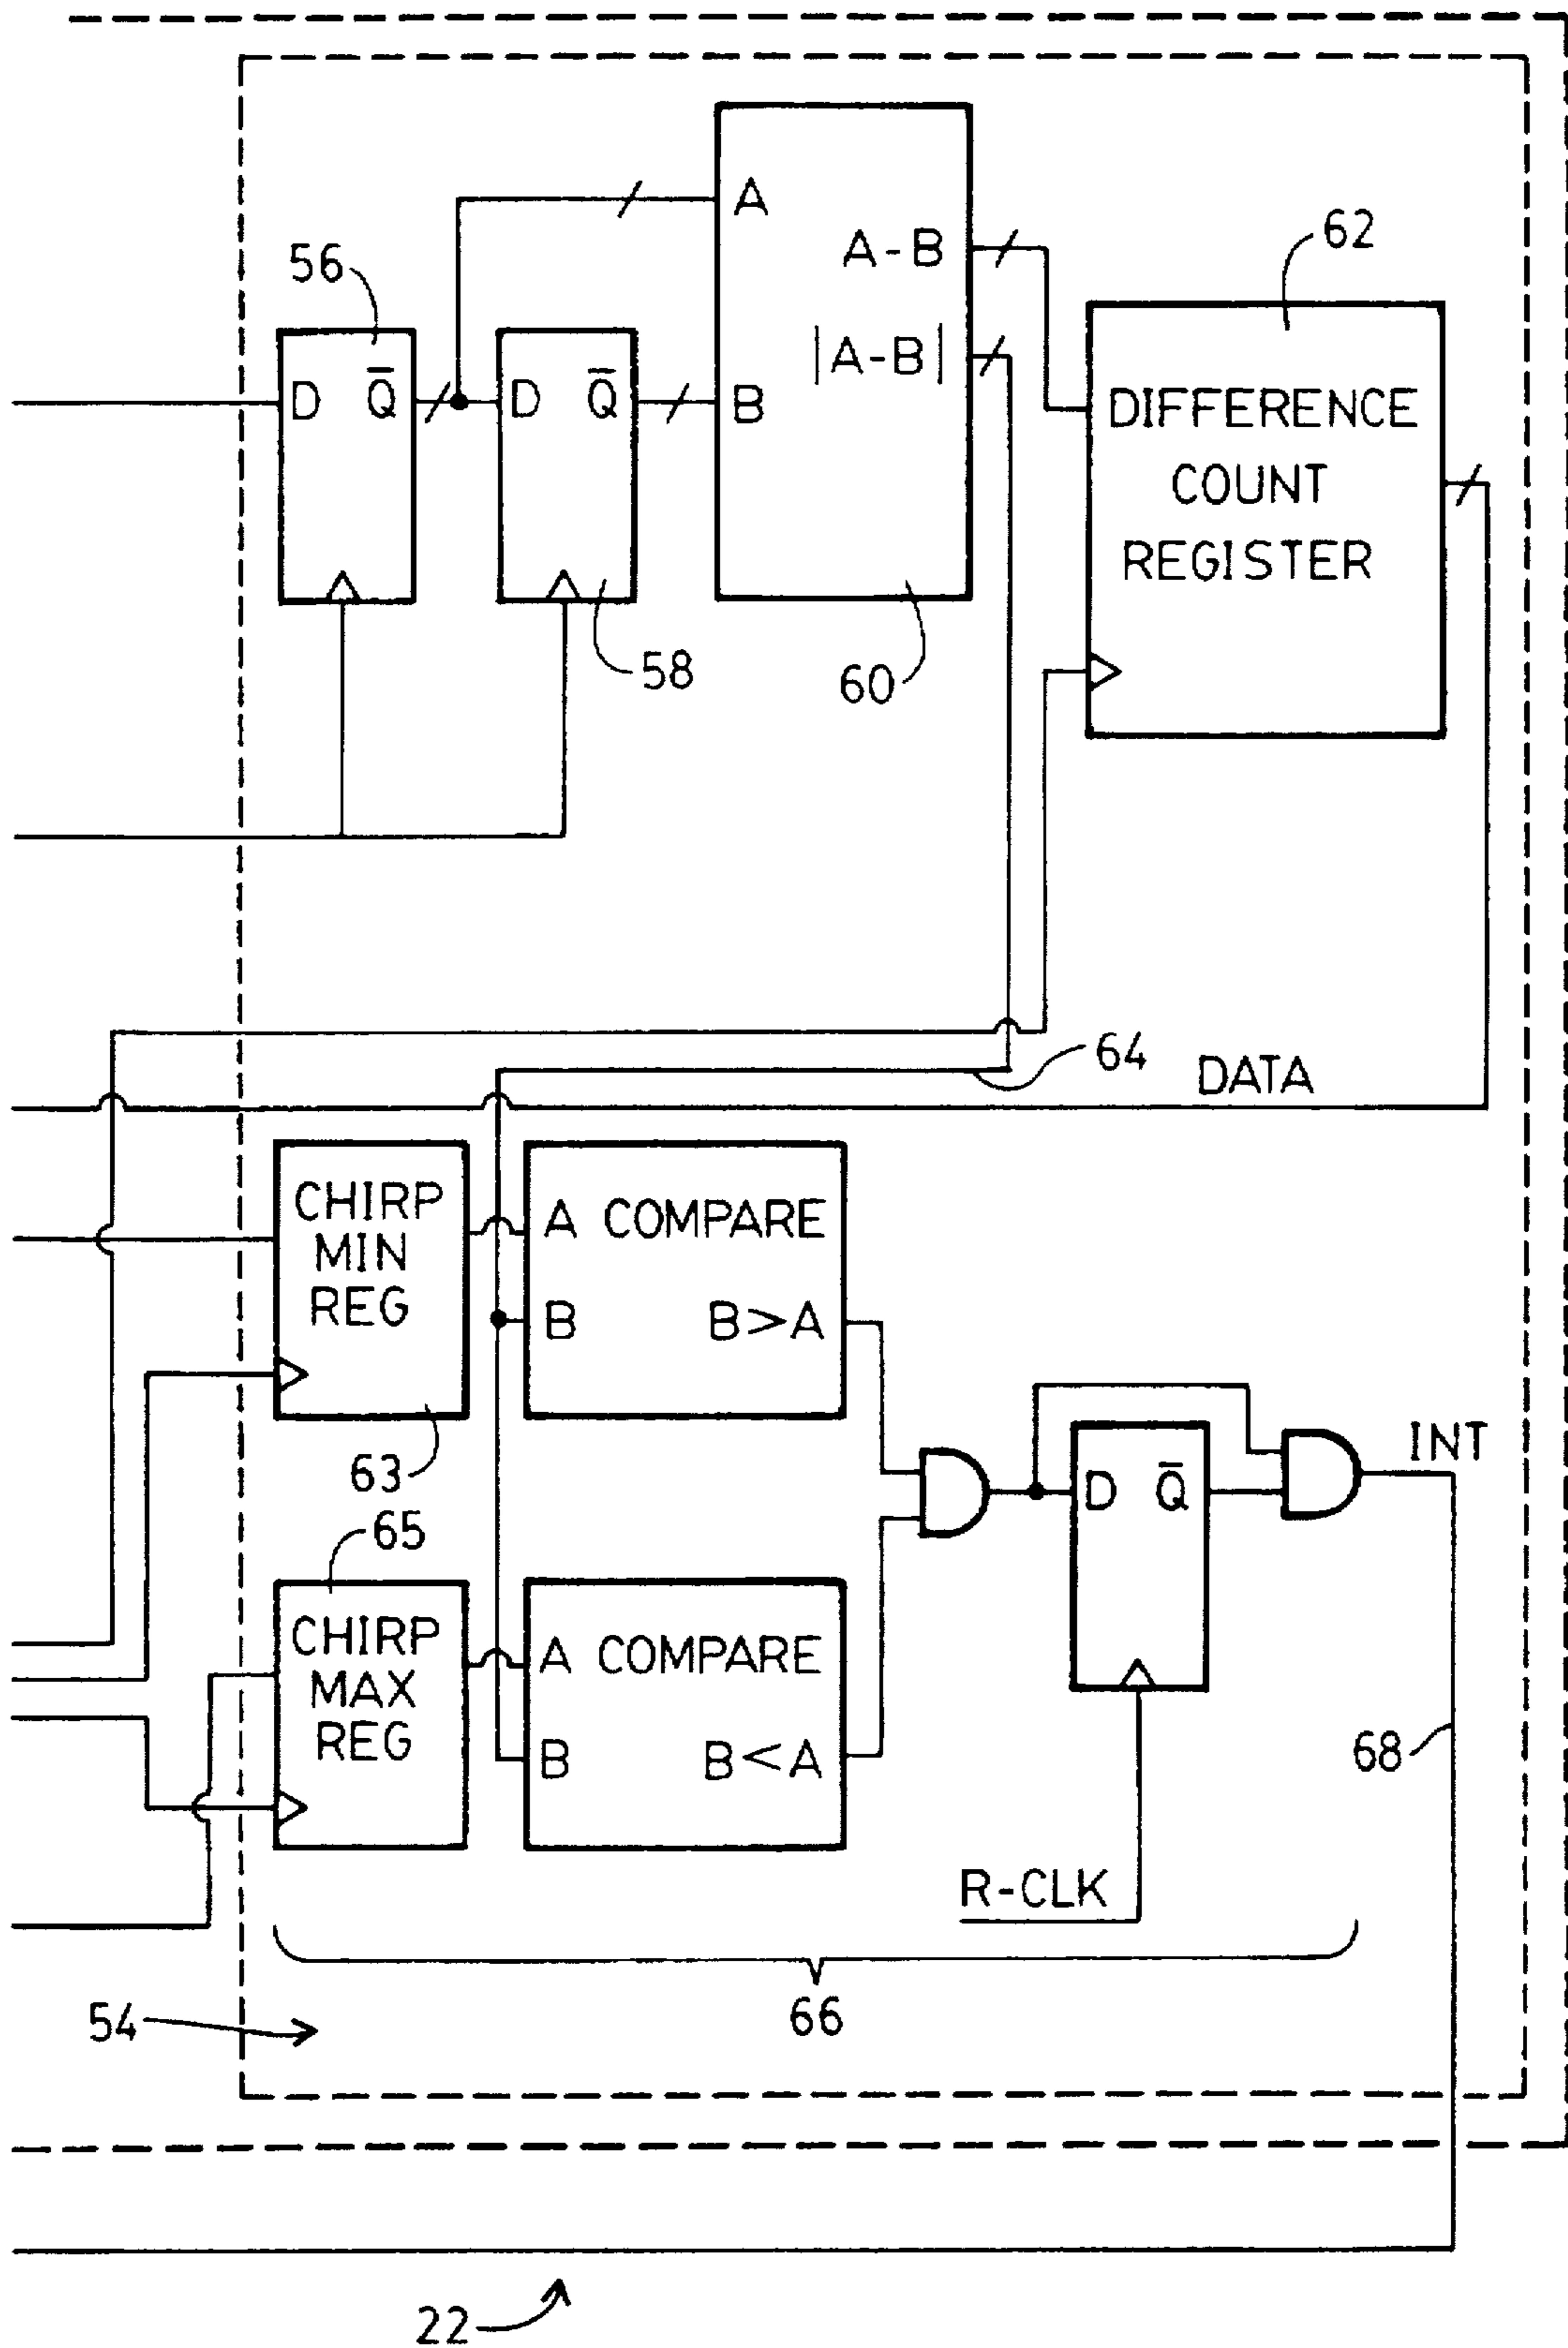 A
A-B
|A-B|
B
56
D Q̅
D Q̅
58
60
62
DIFFERENCE
COUNT
REGISTER
64
DATA
CHIRP
MIN
REG
63
A COMPARE
B B>A
65
CHIRP
MAX
REG
A COMPARE
B B<A
D Q̅
INT
68
R-CLK
66
54
22